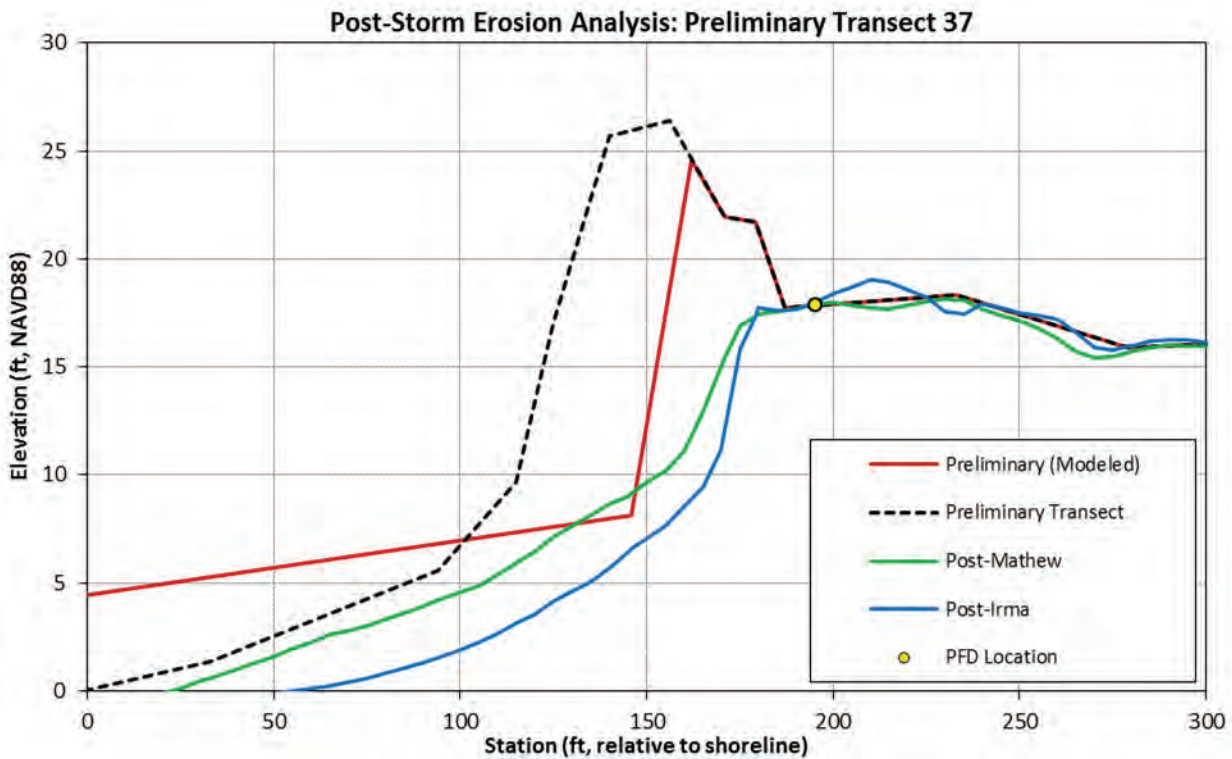 Post-Storm Erosion Analysis: Preliminary Transect 37
30
25
20
15
10
5
0
Elevation (ft, NAVD88)
Preliminary (Modeled)
Preliminary Transect
Post-Mathew
Post-Irma
PFD Location
0 50 100 150 200 250 300
Station (ft, relative to shoreline)